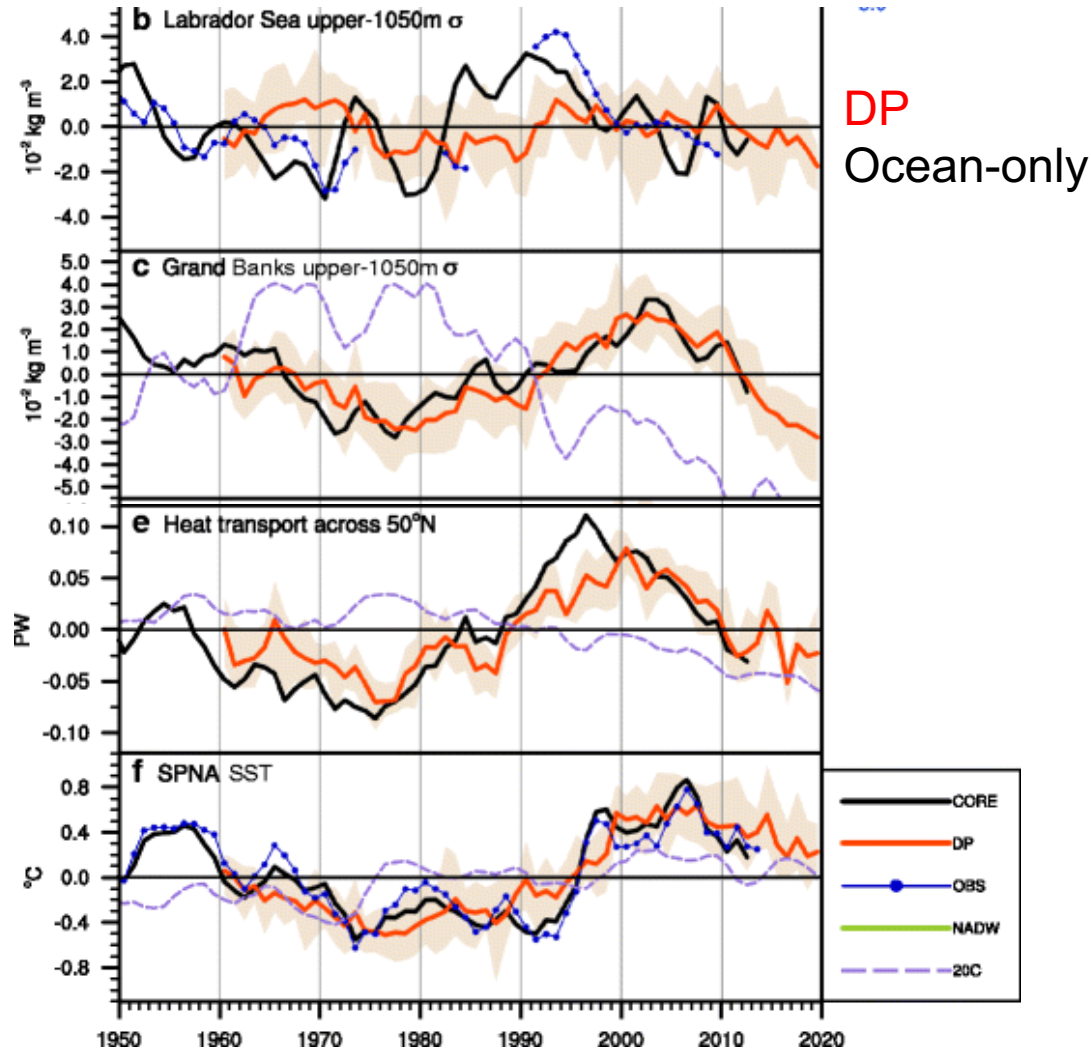 b Labrador Sea upper-1050m σ
4.0
2.0
0.0
-2.0
-4.0
10⁻² kg m⁻³
DP
Ocean-only
c Grand Banks upper-1050m σ
5.0
4.0
3.0
2.0
1.0
0.0
-1.0
-2.0
-3.0
-4.0
-5.0
10⁻² kg m⁻³
e Heat transport across 50°N
0.10
0.05
0.00
-0.05
-0.10
PW
f SPNA SST
0.8
0.4
0.0
-0.4
-0.8
°C
CORE
DP
OBS
NADW
20C
1950 1960 1970 1980 1990 2000 2010 2020